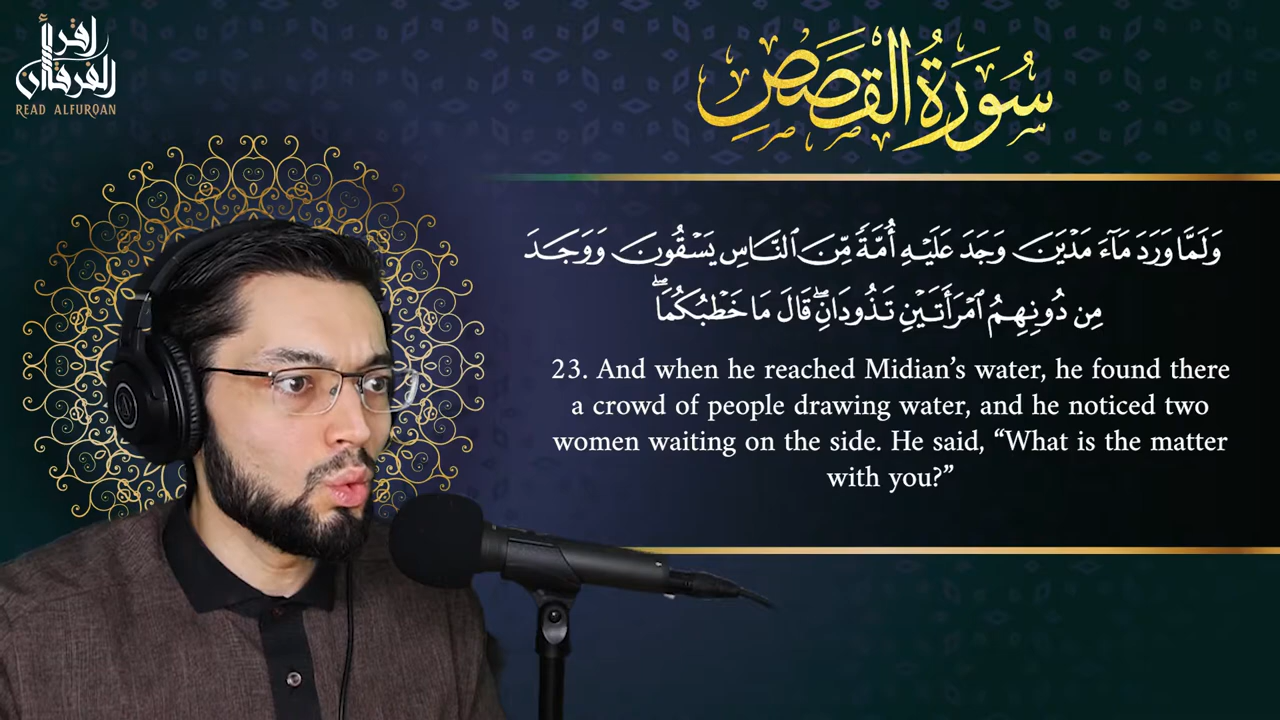 اقرأ
الفرقان
READ ALFURQAN
سُورَةُ القَصَصِ
وَلَمَّا وَرَدَ مَآءَ مَدۡيَنَ وَجَدَ عَلَيۡهِ أُمَّةٗ مِّنَ ٱلنَّاسِ يَسۡقُونَ وَوَجَدَ
مِن دُونِهِمُ ٱمۡرَأَتَيۡنِ تَذُودَانِۖ قَالَ مَا خَطۡبُكُمَاۖ
23. And when he reached Midian’s water, he found there
a crowd of people drawing water, and he noticed two
women waiting on the side. He said, “What is the matter
with you?”